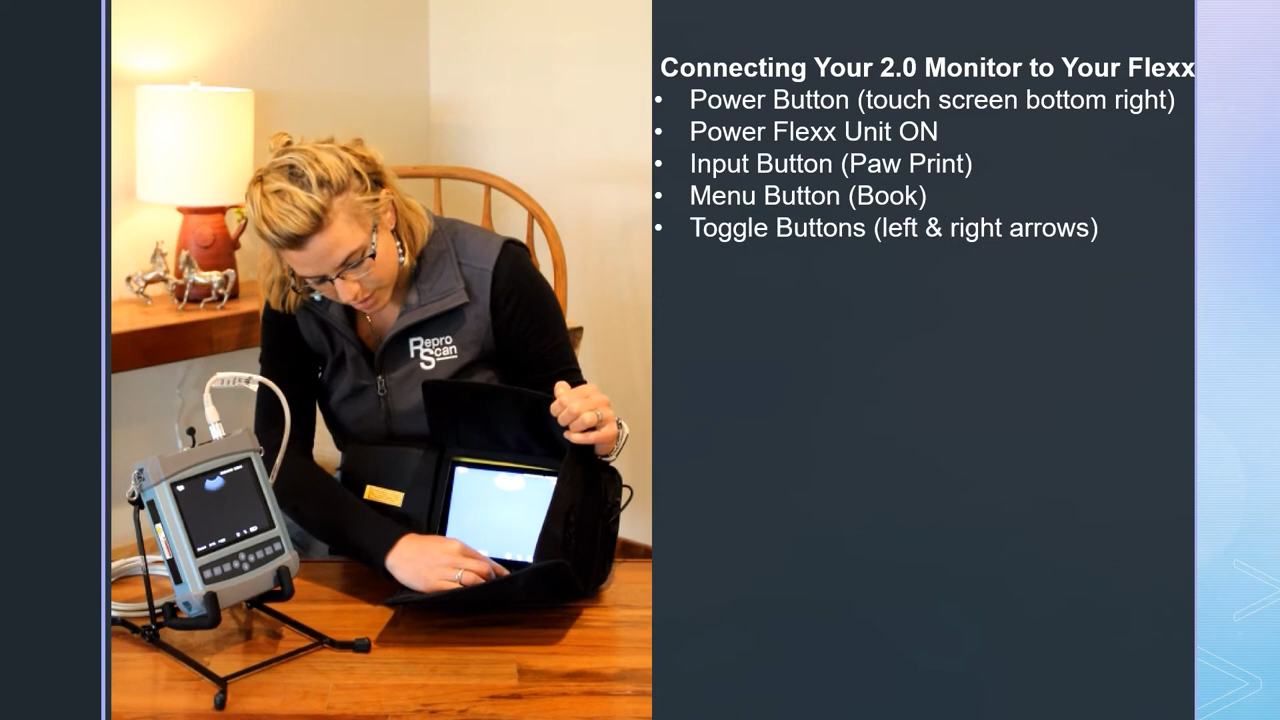 Connecting Your 2.0 Monitor to Your Flexx
• Power Button (touch screen bottom right)
• Power Flexx Unit ON
• Input Button (Paw Print)
• Menu Button (Book)
• Toggle Buttons (left & right arrows)
Repro
Scan